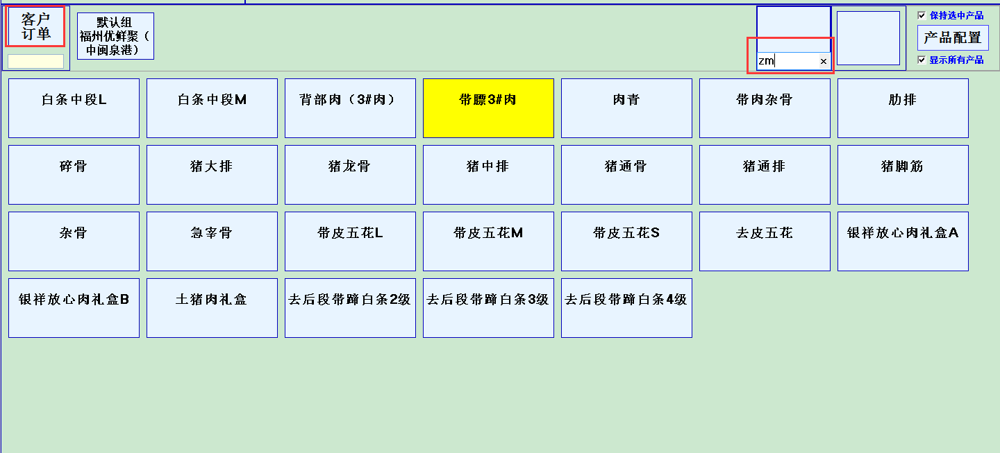 客户
订单
默认组
福州优鲜聚（
中闽泉港）
zm
×
保持选中产品
产品配置
显示所有产品
白条中段L
白条中段M
背部肉（3#肉）
带膘3#肉
肉青
带肉杂骨
肋排
碎骨
猪大排
猪龙骨
猪中排
猪通骨
猪通排
猪脚筋
杂骨
急宰骨
带皮五花L
带皮五花M
带皮五花S
去皮五花
银祥放心肉礼盒A
银祥放心肉礼盒B
土猪肉礼盒
去后段带蹄白条2级
去后段带蹄白条3级
去后段带蹄白条4级